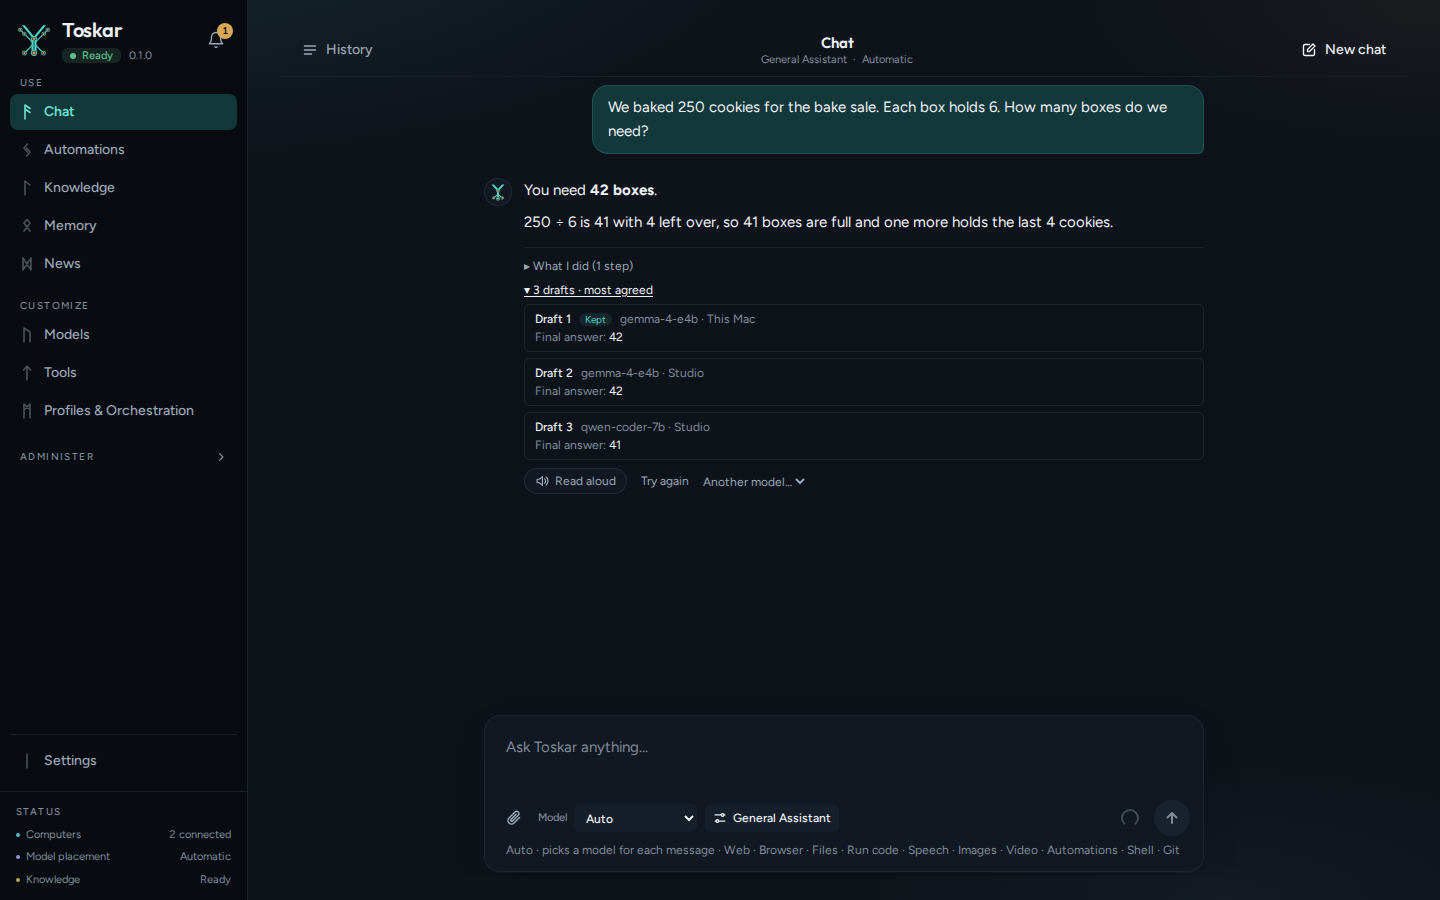 Toskar
Ready 0.1.0
1
USE
Chat
Automations
Knowledge
Memory
News
CUSTOMIZE
Models
Tools
Profiles & Orchestration
ADMINISTER
Settings
STATUS
Computers 2 connected
Model placement Automatic
Knowledge Ready
History
Chat
General Assistant · Automatic
New chat
We baked 250 cookies for the bake sale. Each box holds 6. How many boxes do we
need?
You need 42 boxes.
250 ÷ 6 is 41 with 4 left over, so 41 boxes are full and one more holds the last 4 cookies.
▸ What I did (1 step)
▾ 3 drafts · most agreed
Draft 1 Kept gemma-4-e4b · This Mac
Final answer: 42
Draft 2 gemma-4-e4b · Studio
Final answer: 42
Draft 3 qwen-coder-7b · Studio
Final answer: 41
Read aloud Try again Another model...
Ask Toskar anything...
Model Auto General Assistant
Auto · picks a model for each message · Web · Browser · Files · Run code · Speech · Images · Video · Automations · Shell · Git